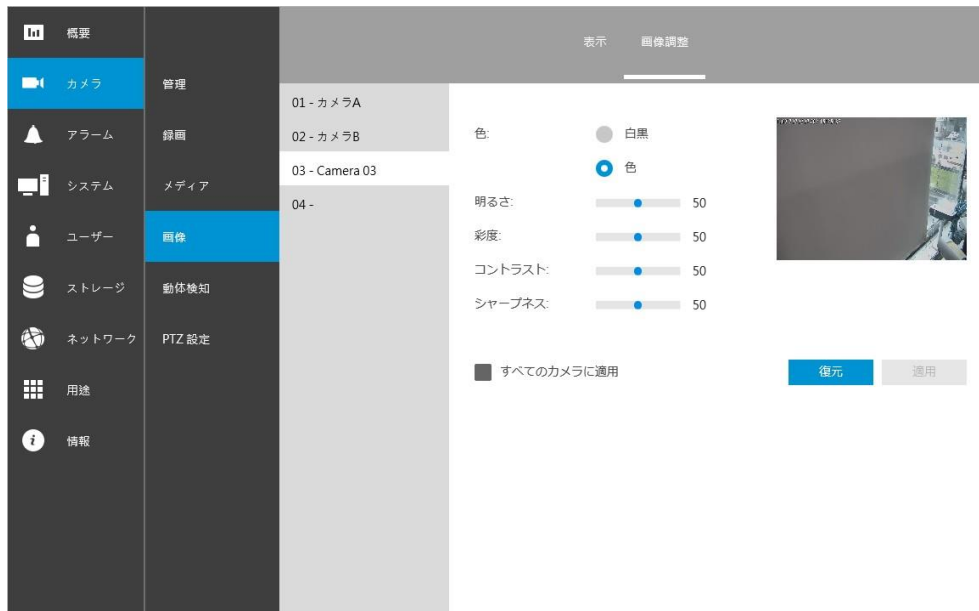 概要
カメラ
アラーム
システム
ユーザー
ストレージ
ネットワーク
用途
情報
管理
録画
メディア
画像
動体検知
PTZ 設定
01 - カメラA
02 - カメラB
03 - Camera 03
04 -
表示 画像調整
色: 白黒
色
明るさ: 50
彩度: 50
コントラスト: 50
シャープネス: 50
すべてのカメラに適用
復元 適用